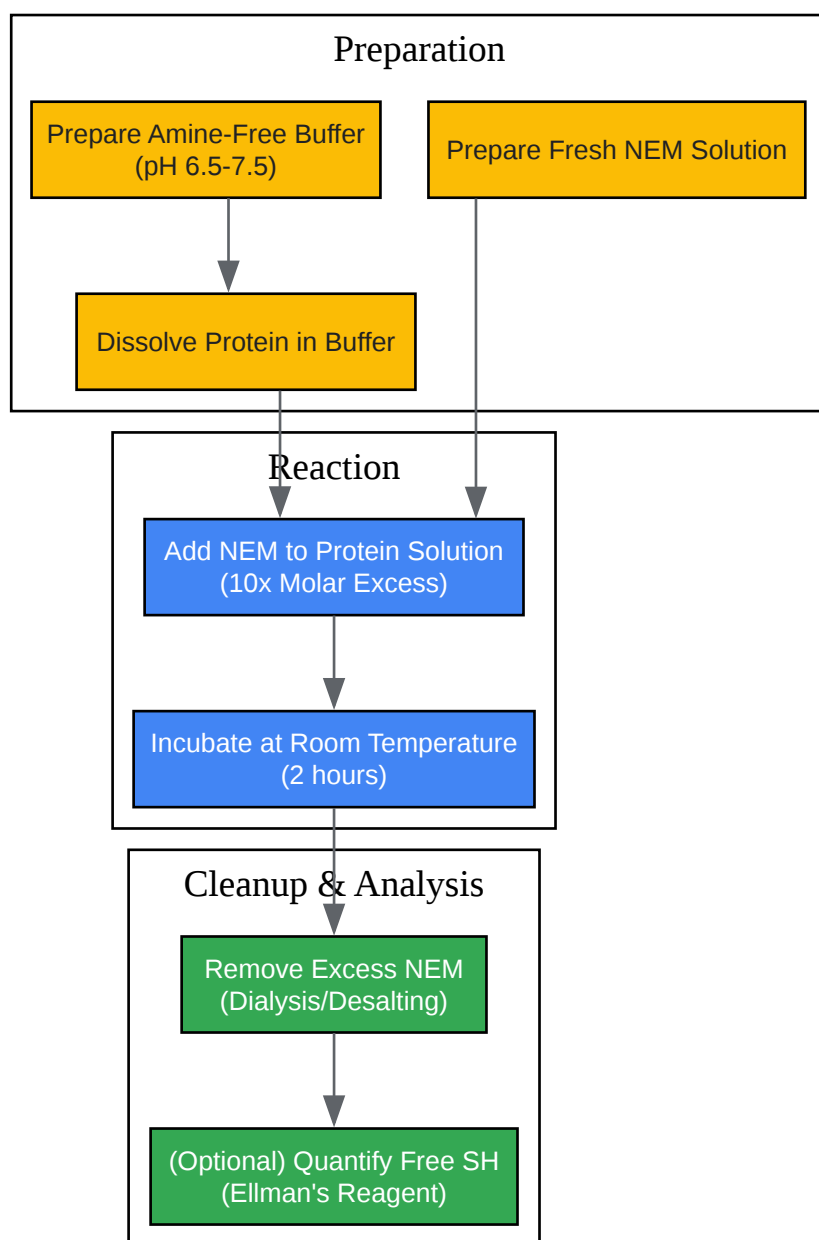 Preparation
Prepare Amine-Free Buffer
(pH 6.5-7.5)
Prepare Fresh NEM Solution
Dissolve Protein in Buffer
Reaction
Add NEM to Protein Solution
(10x Molar Excess)
Incubate at Room Temperature
(2 hours)
Cleanup & Analysis
Remove Excess NEM
(Dialysis/Desalting)
(Optional) Quantify Free SH
(Ellman's Reagent)